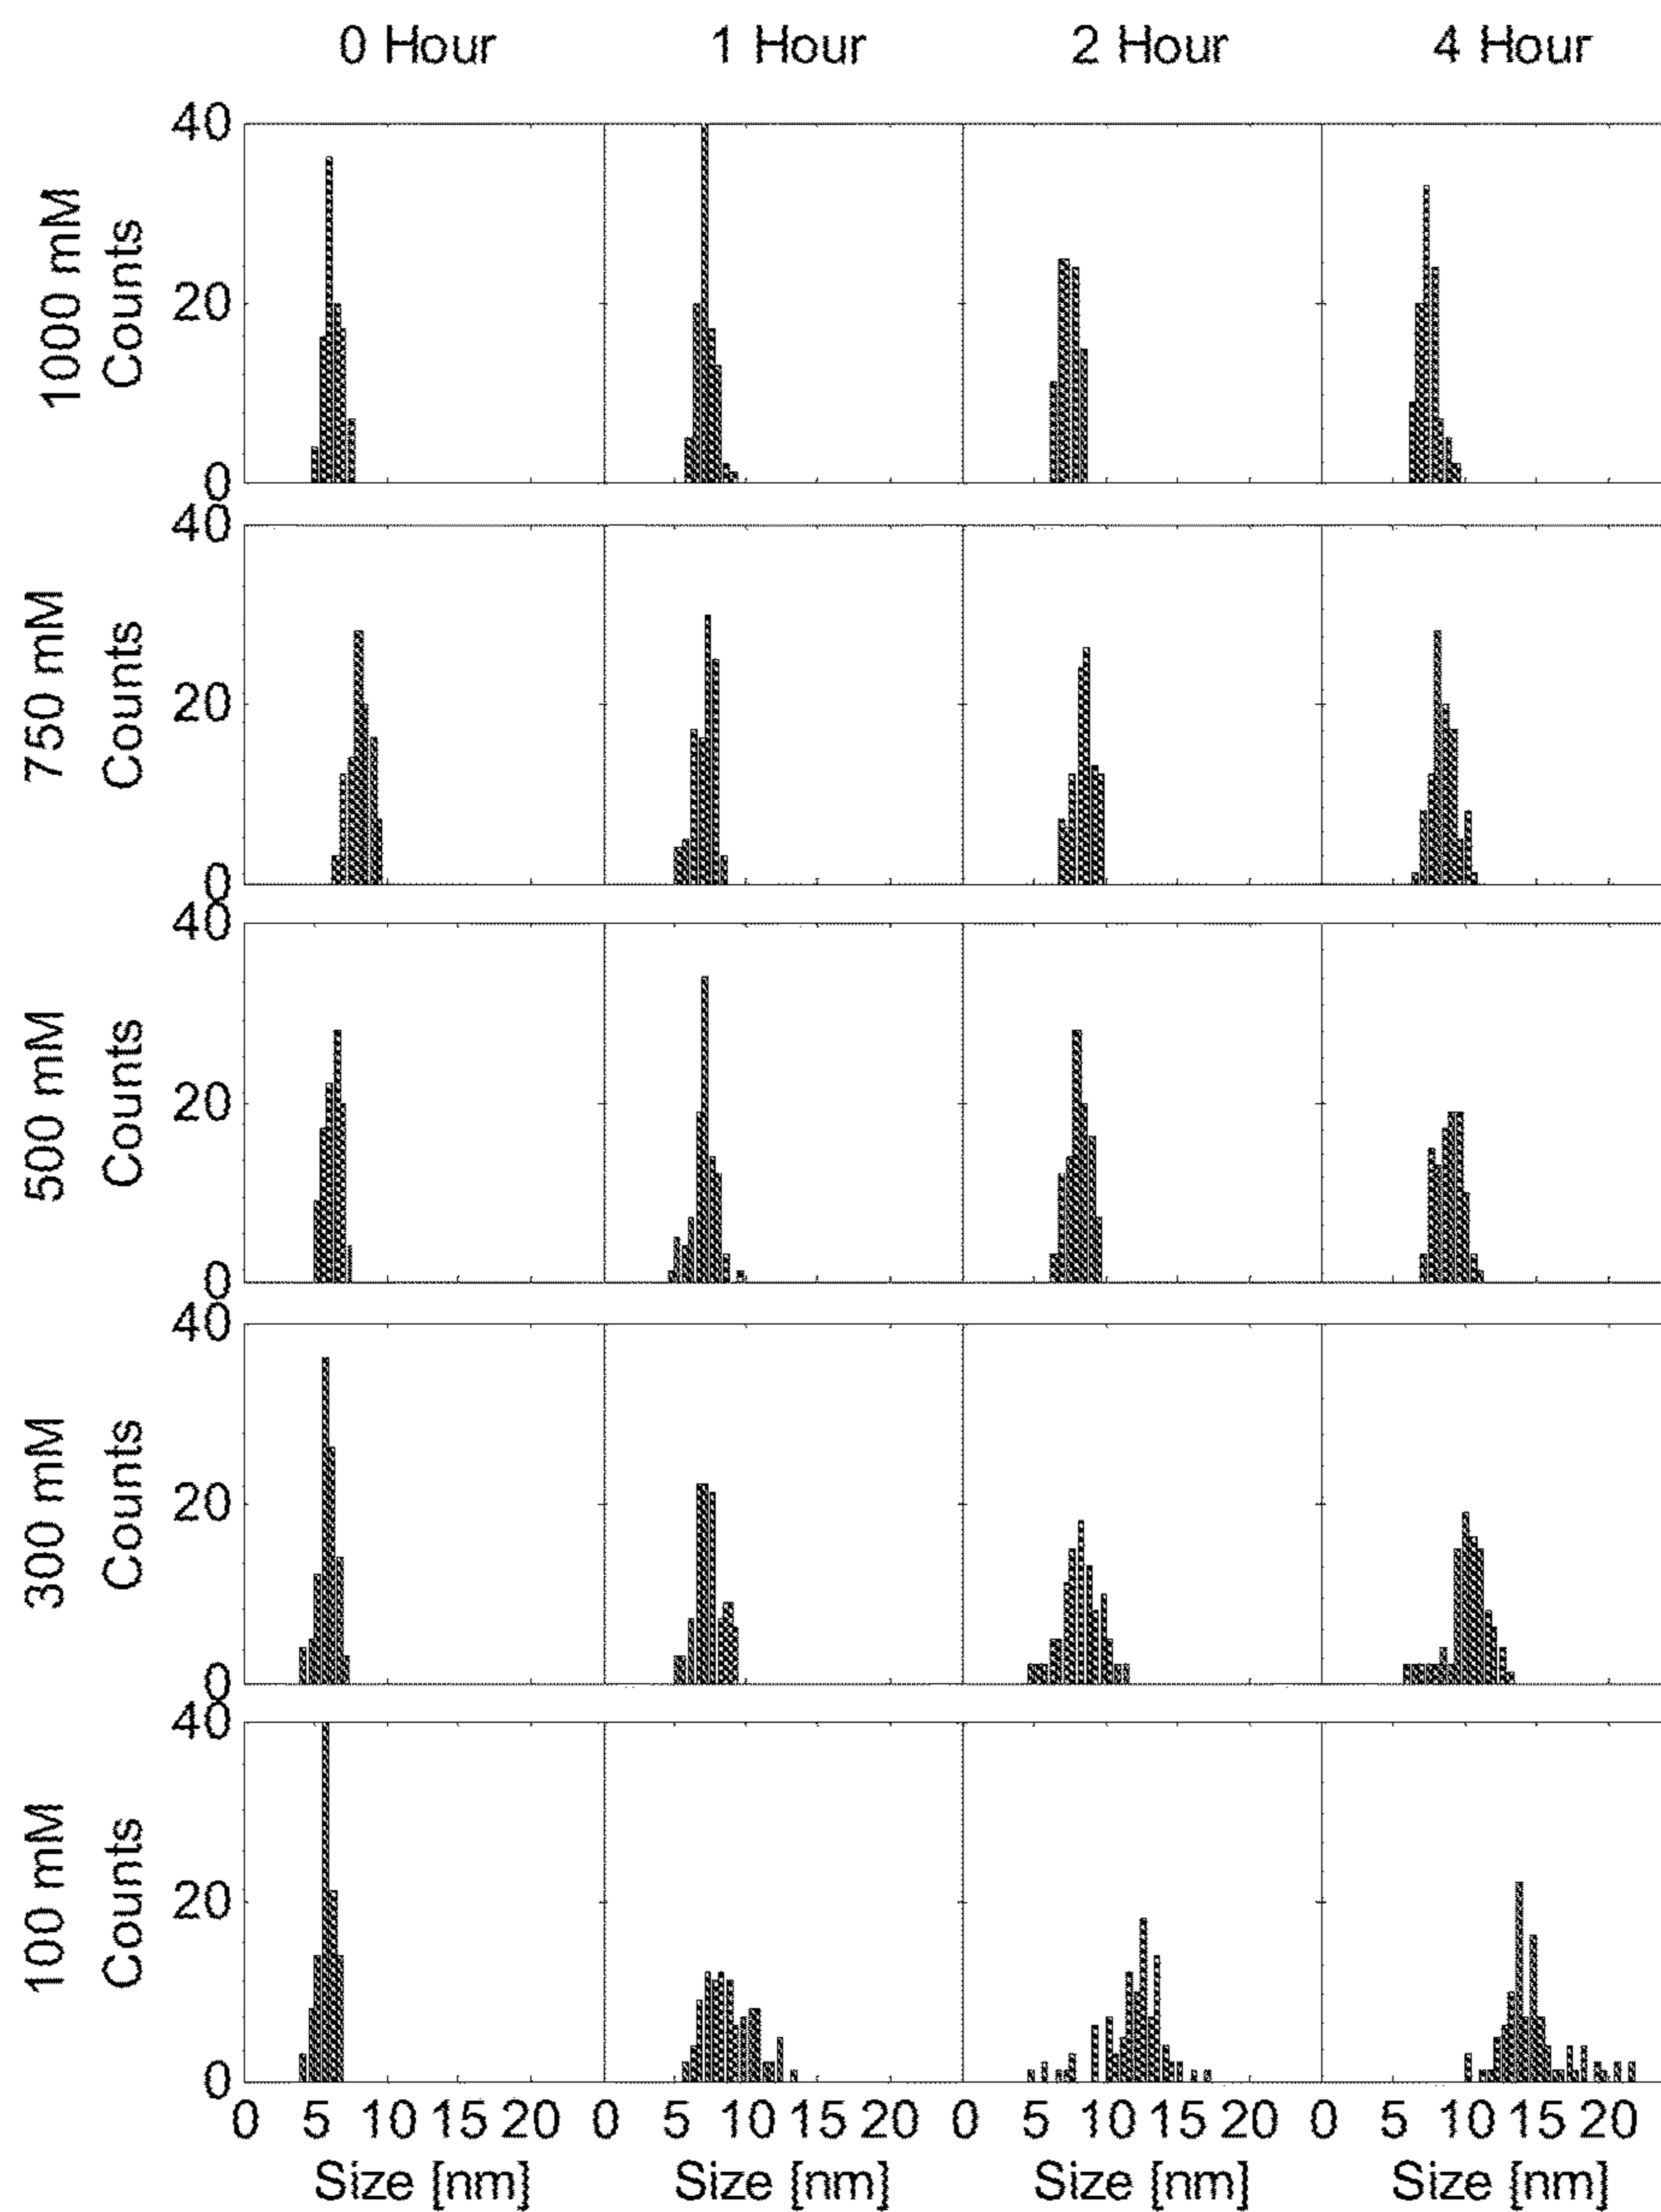 0 Hour 1 Hour 2 Hour 4 Hour
1000 mM
Counts
40
20
0
750 mM
Counts
40
20
0
500 mM
Counts
40
20
0
300 mM
Counts
40
20
0
100 mM
Counts
40
20
0
0 5 10 15 20 0 5 10 15 20 0 5 10 15 20 0 5 10 15 20
Size [nm] Size [nm] Size [nm] Size [nm]